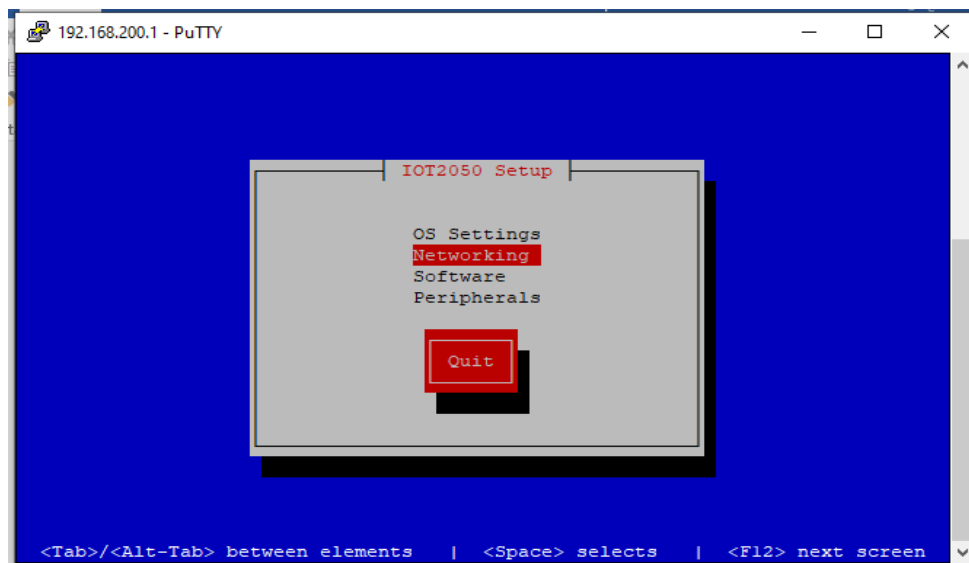 192.168.200.1 - PuTTY
IOT2050 Setup
OS Settings
Networking
Software
Peripherals
Quit
<Tab>/<Alt-Tab> between elements | <Space> selects | <F12> next screen